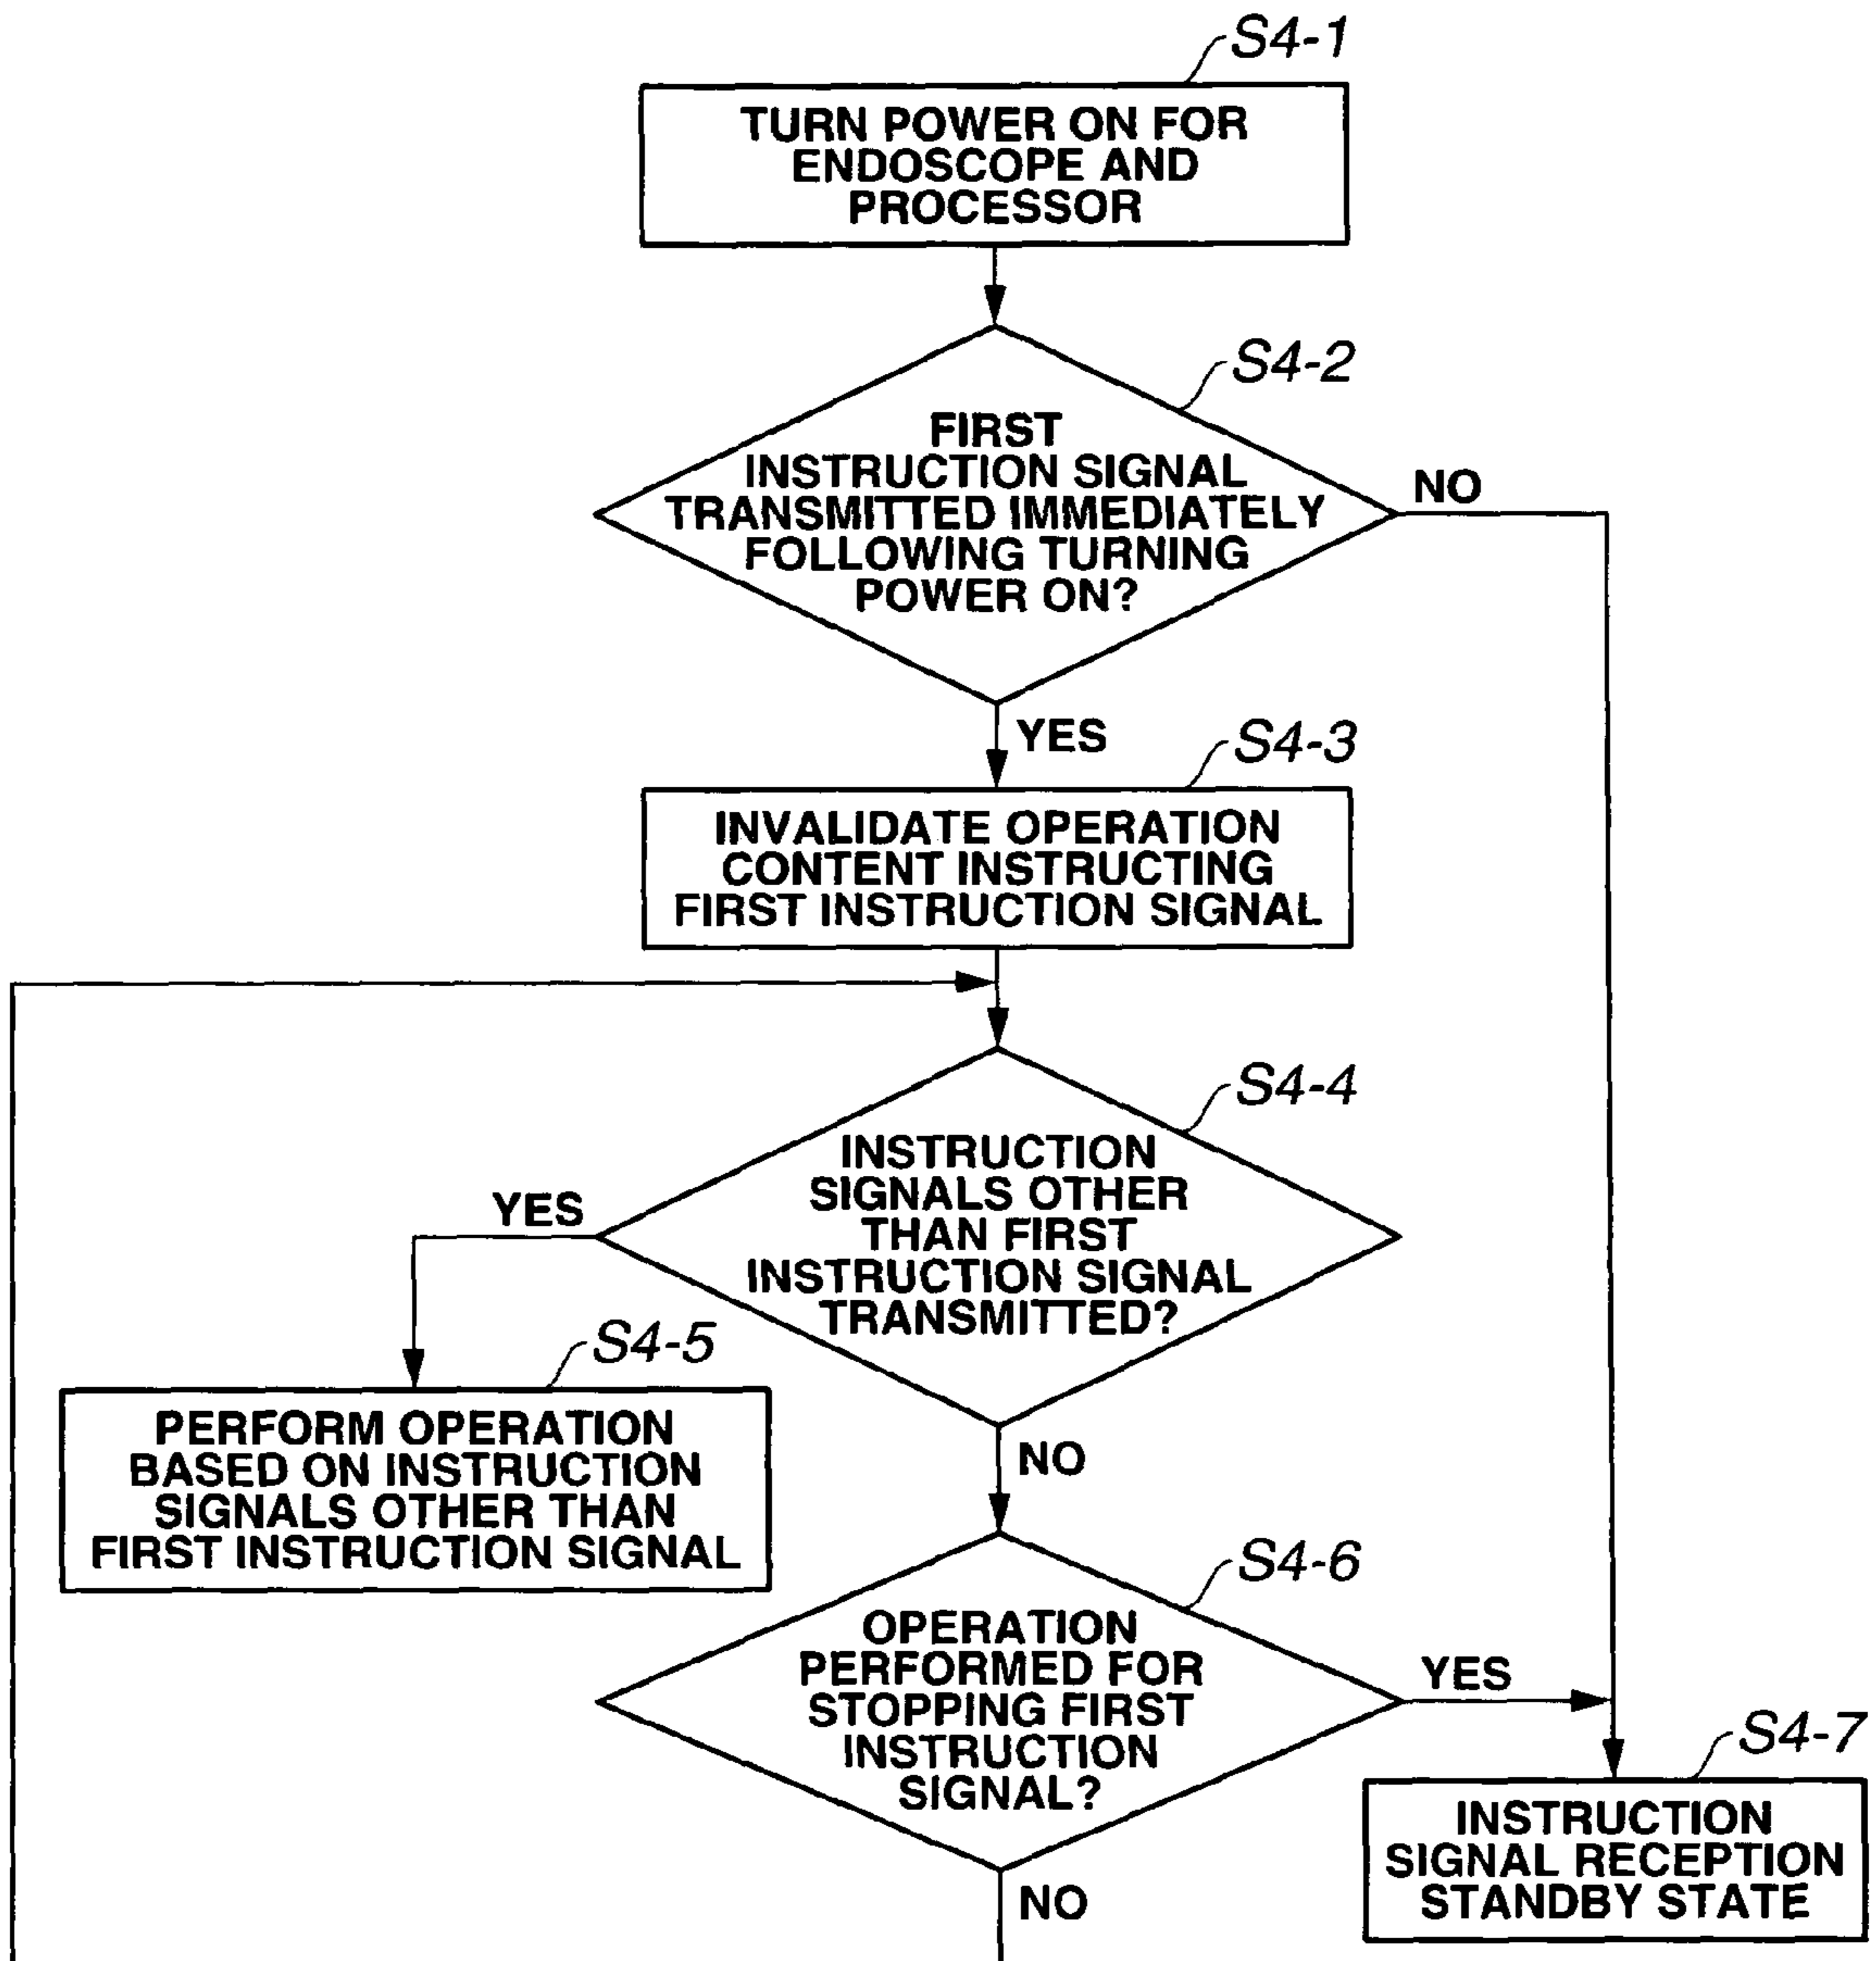 S4-1
TURN POWER ON FOR
ENDOSCOPE AND
PROCESSOR
S4-2
FIRST
INSTRUCTION SIGNAL
TRANSMITTED IMMEDIATELY
FOLLOWING TURNING
POWER ON?
NO
YES
S4-3
INVALIDATE OPERATION
CONTENT INSTRUCTING
FIRST INSTRUCTION SIGNAL
S4-4
INSTRUCTION
SIGNALS OTHER
THAN FIRST
INSTRUCTION SIGNAL
TRANSMITTED?
YES
S4-5
PERFORM OPERATION
BASED ON INSTRUCTION
SIGNALS OTHER THAN
FIRST INSTRUCTION SIGNAL
NO
S4-6
OPERATION
PERFORMED FOR
STOPPING FIRST
INSTRUCTION
SIGNAL?
YES
S4-7
INSTRUCTION
SIGNAL RECEPTION
STANDBY STATE
NO